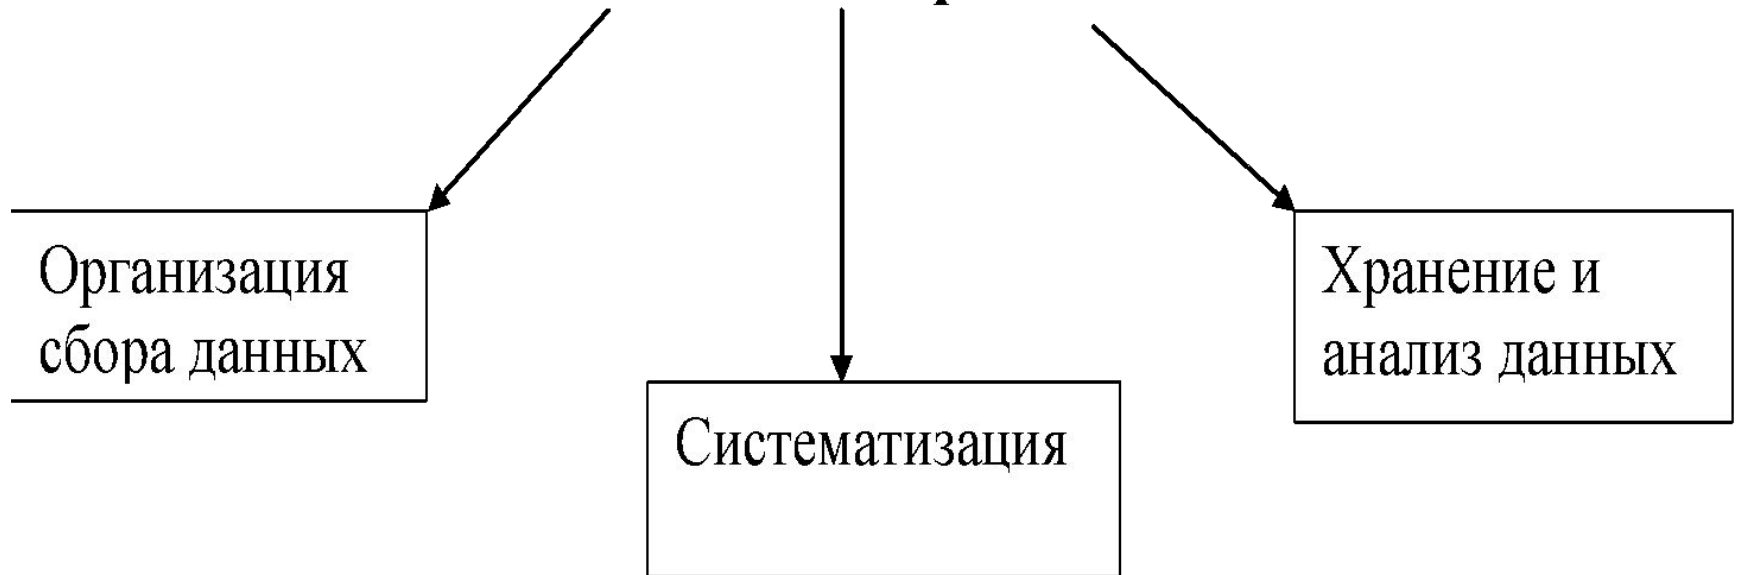 Организация
сбора данных
Хранение и
анализ данных
Систематизация